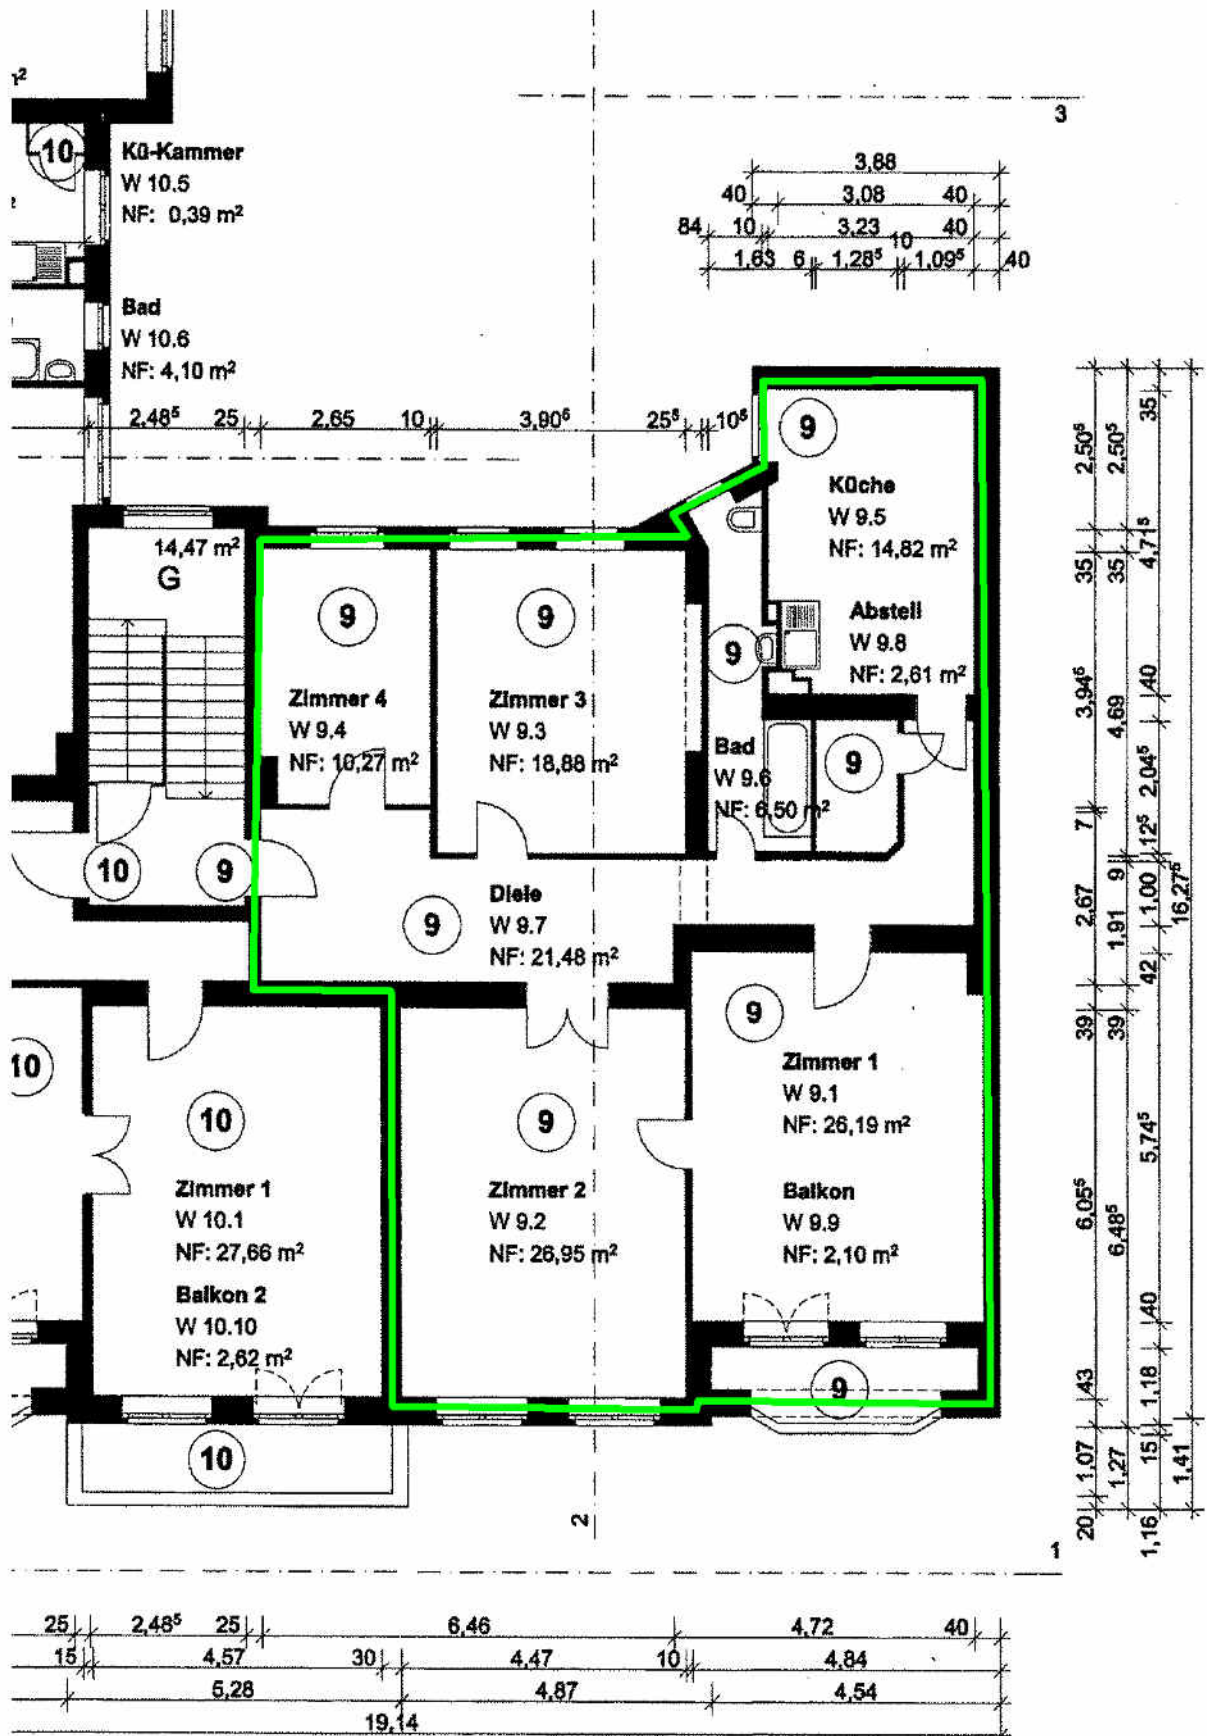 3
10
Kü-Kammer
W 10.5
NF: 0,39 m²
3,88
40 3,08 40
84 10 3,23 40
10
1,63 6 1,28⁵ 1,09⁵ 40
Bad
W 10.6
NF: 4,10 m²
2,48⁵ 25 2,65 10 3,90⁶ 25⁵ 10⁵
9
Küche
W 9.5
NF: 14,82 m²
14,47 m²
G
9
9
9
Abstell
W 9.8
NF: 2,61 m²
Zimmer 4
W 9.4
NF: 10,27 m²
Zimmer 3
W 9.3
NF: 18,88 m²
Bad
W 9.6
NF: 6,50 m²
9
10
9
9
Diele
W 9.7
NF: 21,48 m²
9
10
10
9
Zimmer 1
W 9.1
NF: 26,19 m²
Zimmer 1
W 10.1
NF: 27,66 m²
Zimmer 2
W 9.2
NF: 26,95 m²
Balkon
W 9.9
NF: 2,10 m²
Balkon 2
W 10.10
NF: 2,62 m²
9
10
2
1
2,50⁵ 35 3,94⁶ 7 2,67 39 6,05⁵ 43 1,07 20
2,50⁵ 35 4,69 9 1,91 39 6,48⁵ 1,27
35 4,71⁵ 40 2,04⁵ 12⁵ 1,00 42 5,74⁵ 40 1,18 15 1,16
16,27⁵ 1,41
25 2,48⁵ 25 6,46 4,72 40
15 4,57 30 4,47 10 4,84
5,28 4,87 4,54
19,14